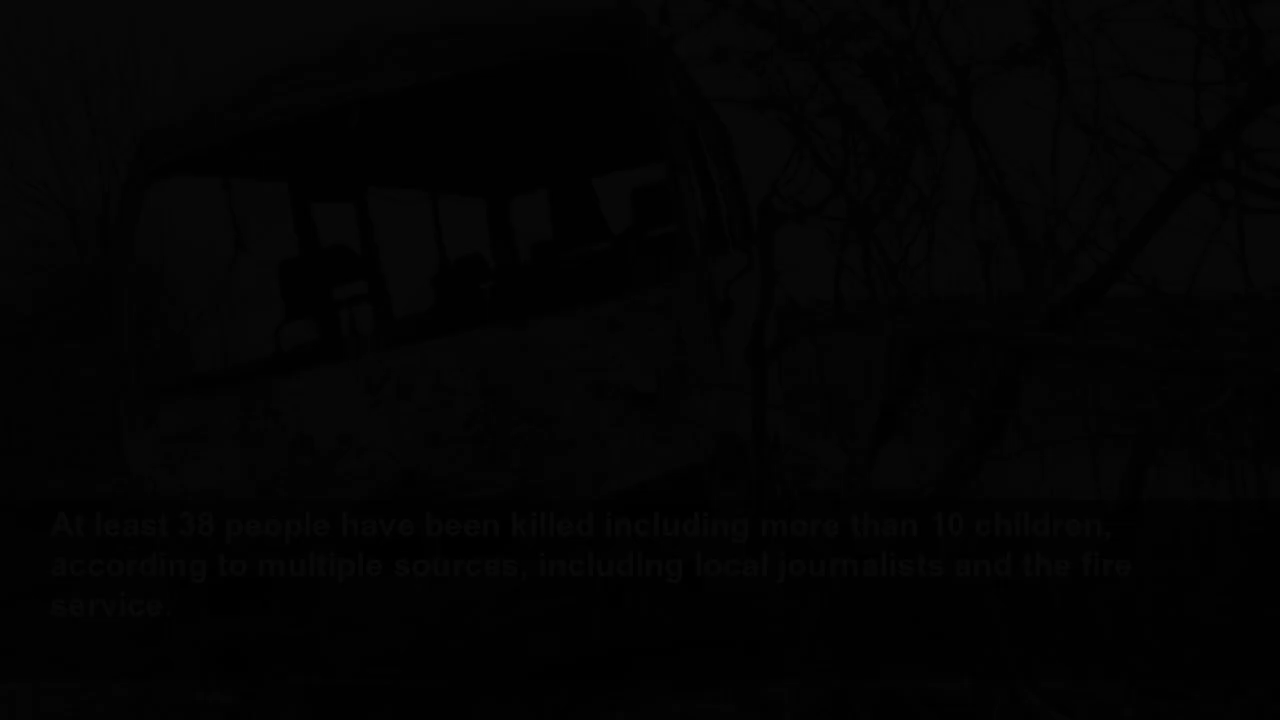 At least 38 people have been killed including more than 10 children,
according to multiple sources, including local journalists and the fire
service.